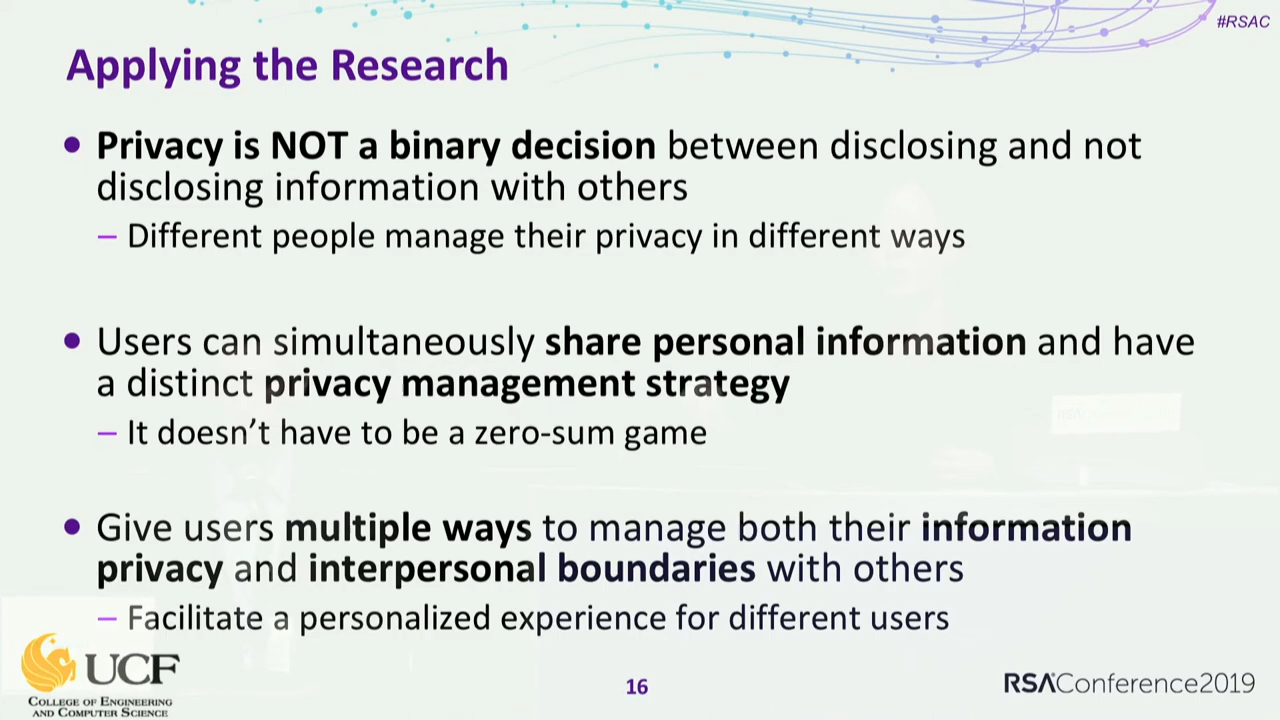 #RSAC
Applying the Research
• Privacy is NOT a binary decision between disclosing and not
disclosing information with others
– Different people manage their privacy in different ways
• Users can simultaneously share personal information and have
a distinct privacy management strategy
– It doesn’t have to be a zero-sum game
• Give users multiple ways to manage both their information
privacy and interpersonal boundaries with others
– Facilitate a personalized experience for different users
UCF
COLLEGE OF ENGINEERING
AND COMPUTER SCIENCE
16
RSAConference2019